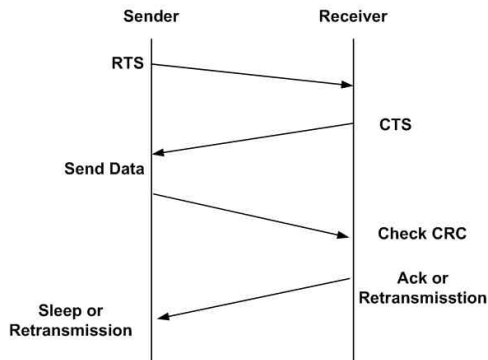 Sender
Receiver
RTS
CTS
Send Data
Check CRC
Ack or
Retransmisstion
Sleep or
Retransmission